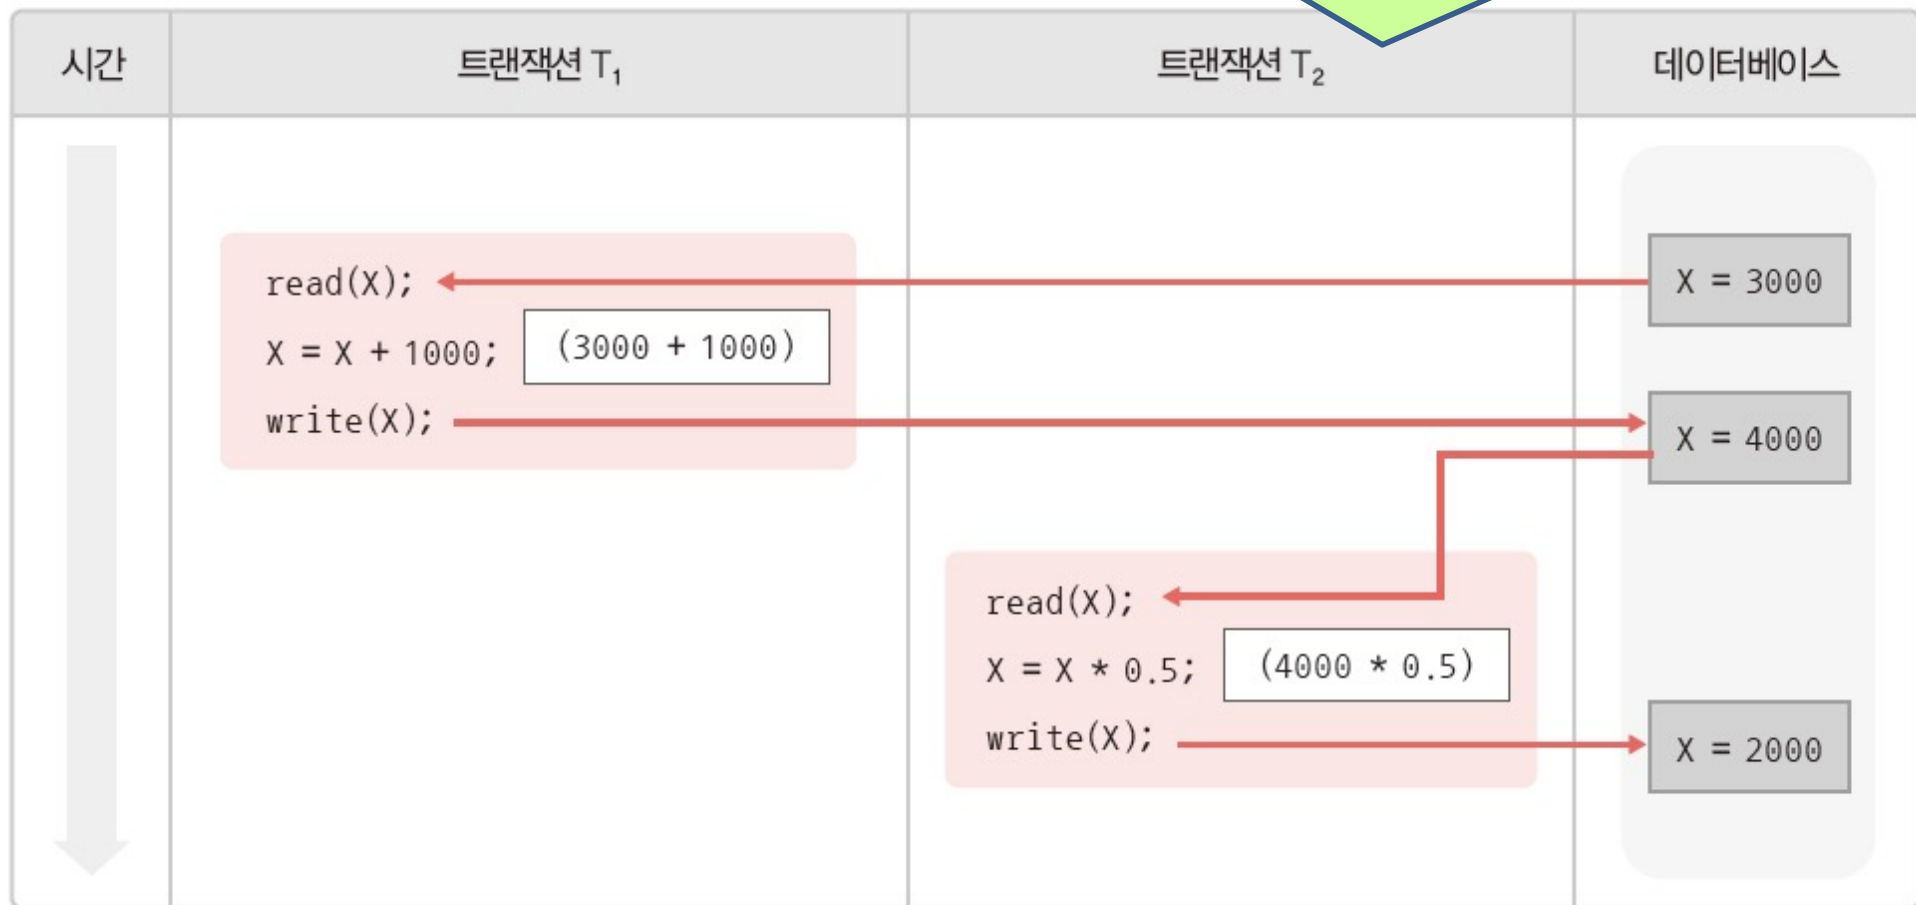 시간
트랜잭션 T₁
트랜잭션 T₂
데이터베이스
read(X);
X = 3000
X = X + 1000;
(3000 + 1000)
write(X);
X = 4000
read(X);
X = X * 0.5;
(4000 * 0.5)
write(X);
X = 2000